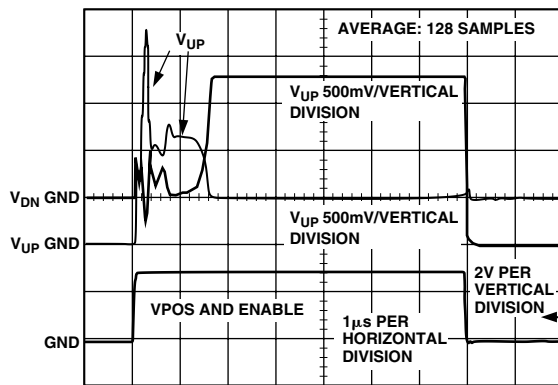 AVERAGE: 128 SAMPLES
VUP
VUP 500mV/VERTICAL
DIVISION
VDN GND
VUP GND
VUP 500mV/VERTICAL
DIVISION
2V PER
VERTICAL
DIVISION
VPOS AND ENABLE
1µs PER
HORIZONTAL
DIVISION
GND